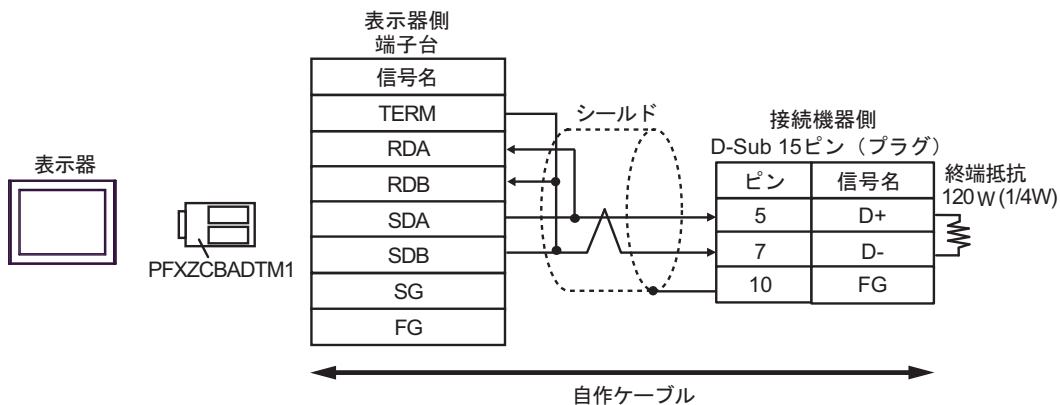 表示器側
端子台
信号名
TERM
RDA
RDB
SDA
SDB
SG
FG
シールド
接続機器側
D-Sub 15ピン（プラグ）
ピン 信号名
5 D+
7 D-
10 FG
終端抵抗
120W(1/4W)
表示器
PFXZCBADTM1
自作ケーブル